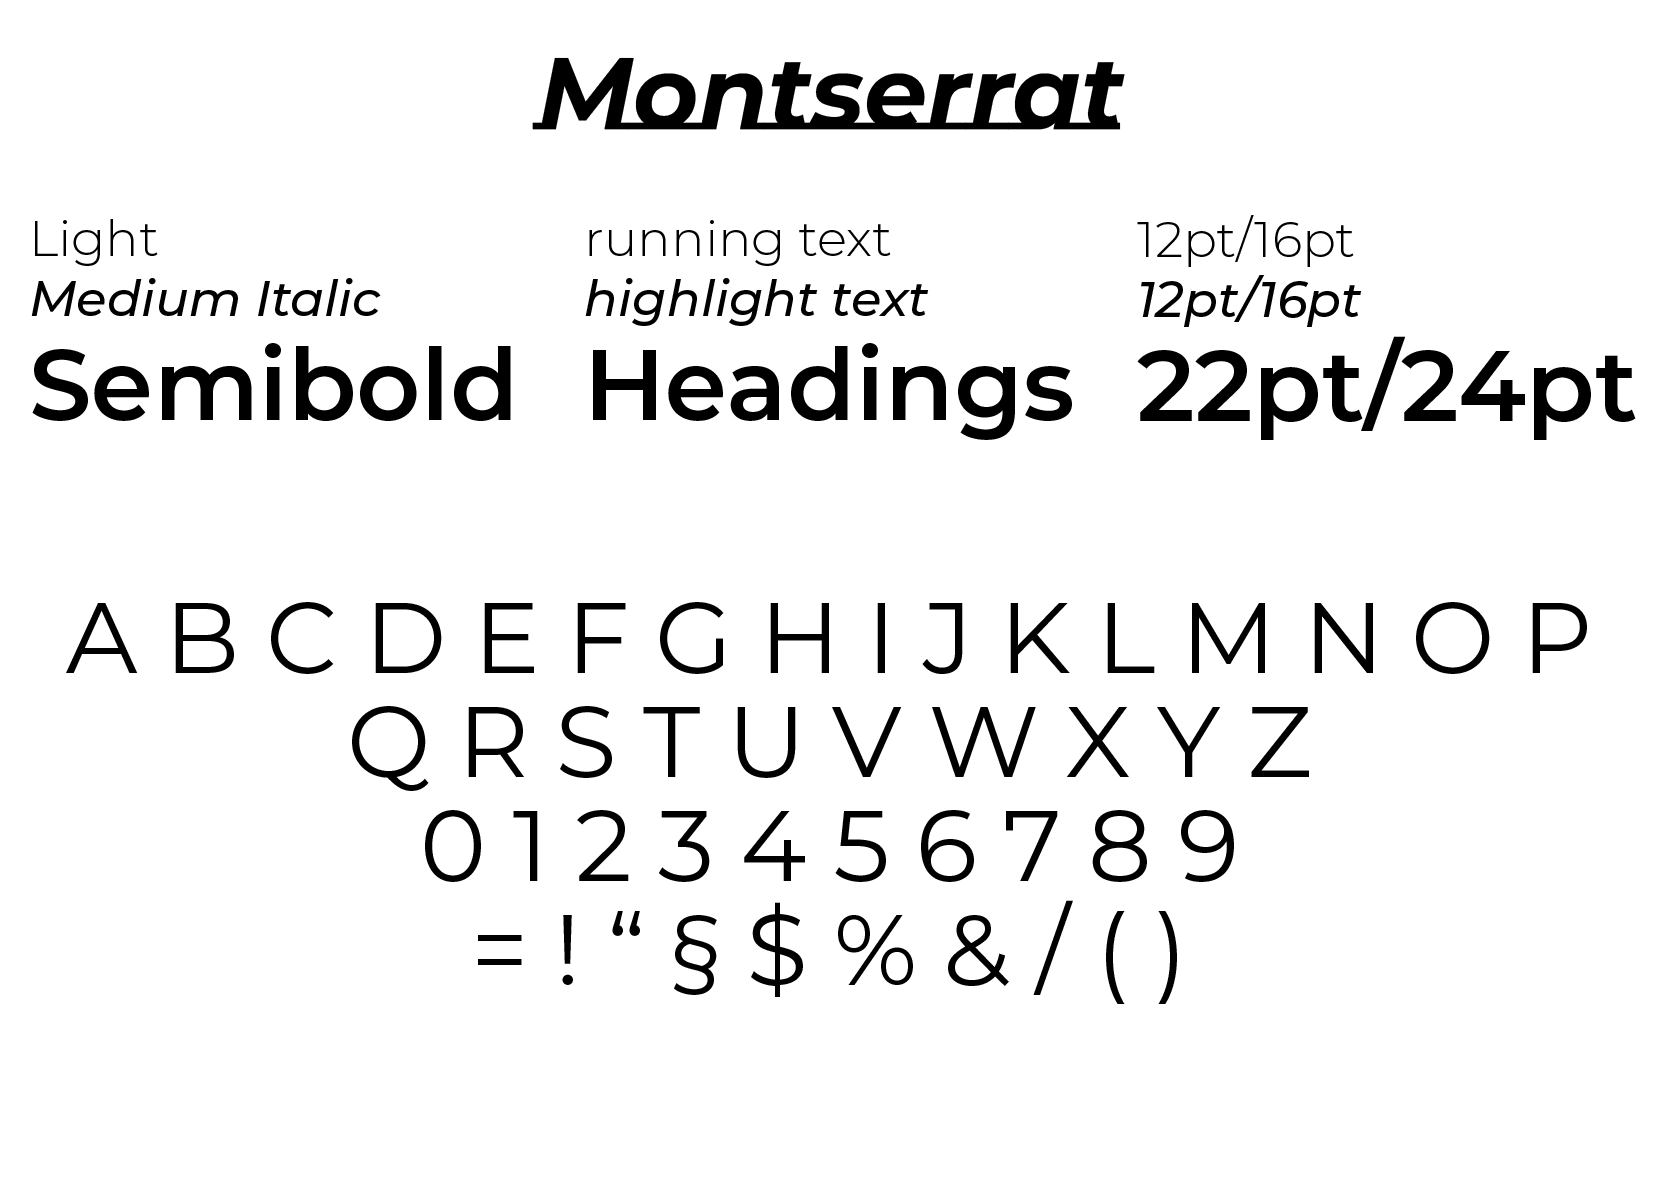 Montserrat
Light running text 12pt/16pt
Medium Italic highlight text 12pt/16pt
Semibold Headings 22pt/24pt
A B C D E F G H I J K L M N O P
Q R S T U V W X Y Z
0 1 2 3 4 5 6 7 8 9
= ! “ § $ % & / ( )